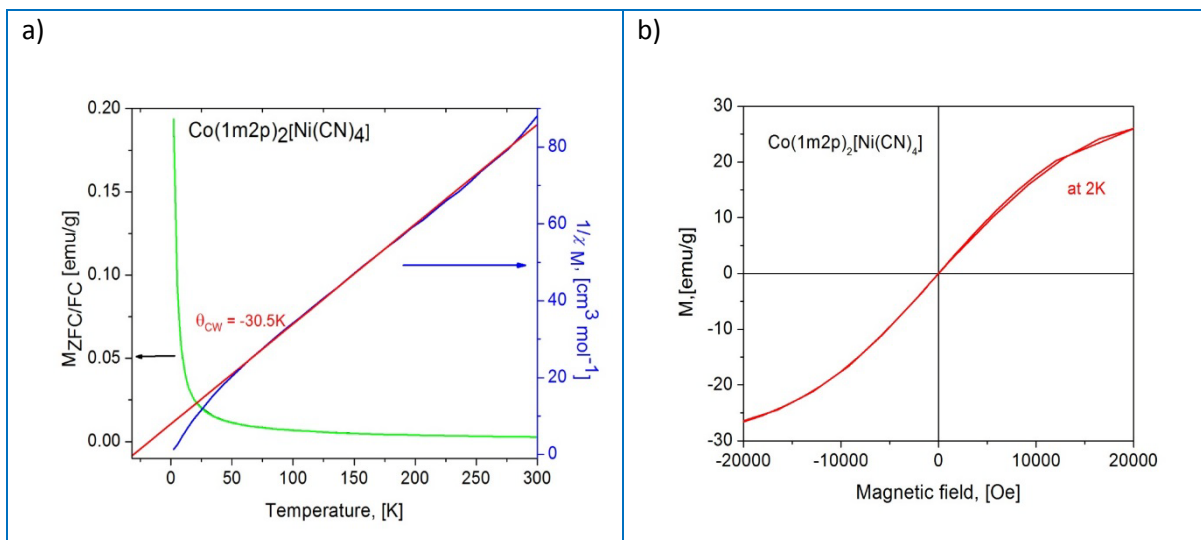 a)
Co(1m2p)₂[Ni(CN)₄]
θCW = -30.5K
M ZFC/FC [emu/g]
0.20
0.15
0.10
0.05
0.00
0
50
100
150
200
250
300
Temperature, [K]
80
60
40
20
0
1/χ M, [cm³ mol⁻¹]
b)
Co(1m2p)₂[Ni(CN)₄]
at 2K
M,[emu/g]
30
20
10
0
-10
-20
-30
-20000
-10000
0
10000
20000
Magnetic field, [Oe]